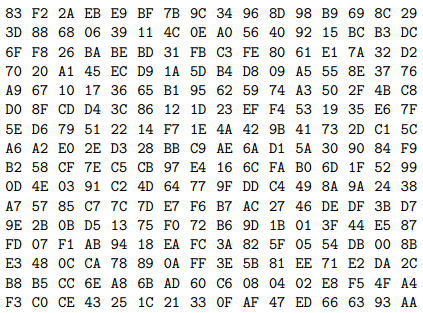 83 F2 2A EB E9 BF 7B 9C 34 96 8D 98 B9 69 8C 29
3D 88 68 06 39 11 4C 0E A0 56 40 92 15 BC B3 DC
6F F8 26 BA BE BD 31 FB C3 FE 80 61 E1 7A 32 D2
70 20 A1 45 EC D9 1A 5D B4 D8 09 A5 55 8E 37 76
A9 67 10 17 36 65 B1 95 62 59 74 A3 50 2F 4B C8
D0 8F CD D4 3C 86 12 1D 23 EF F4 53 19 35 E6 7F
5E D6 79 51 22 14 F7 1E 4A 42 9B 41 73 2D C1 5C
A6 A2 E0 2E D3 28 BB C9 AE 6A D1 5A 30 90 84 F9
B2 58 CF 7E C5 CB 97 E4 16 6C FA B0 6D 1F 52 99
0D 4E 03 91 C2 4D 64 77 9F DD C4 49 8A 9A 24 38
A7 57 85 C7 7C 7D E7 F6 B7 AC 27 46 DE DF 3B D7
9E 2B 0B D5 13 75 F0 72 B6 9D 1B 01 3F 44 E5 87
FD 07 F1 AB 94 18 EA FC 3A 82 5F 05 54 DB 00 8B
E3 48 0C CA 78 89 0A FF 3E 5B 81 EE 71 E2 DA 2C
B8 B5 CC 6E A8 6B AD 60 C6 08 04 02 E8 F5 4F A4
F3 C0 CE 43 25 1C 21 33 0F AF 47 ED 66 63 93 AA